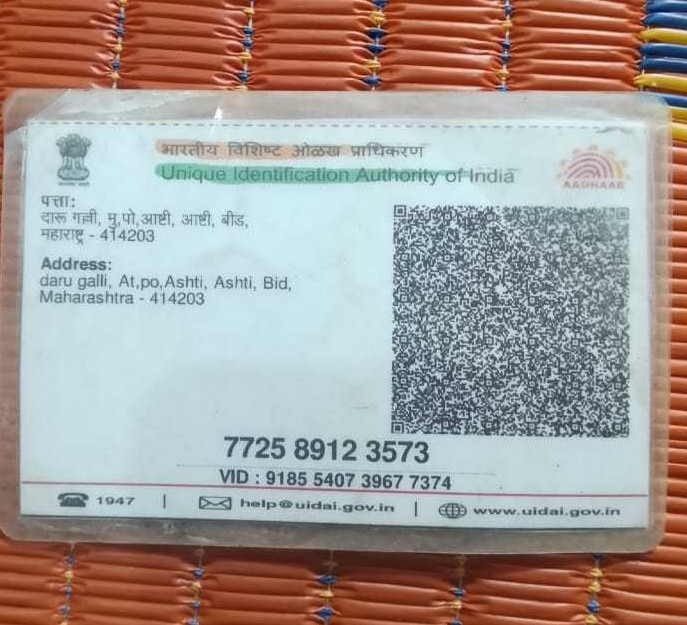 भारतीय विशिष्ट ओळख प्राधिकरण
Unique Identification Authority of India
AADHAAR
पत्ता:
दारू गल्ली, मु,पो,आष्टी, आष्टी, बीड,
महाराष्ट्र - 414203
Address:
daru galli, At,po,Ashti, Ashti, Bid,
Maharashtra - 414203
7725 8912 3573
VID : 9185 5407 3967 7374
1947 | help@uidai.gov.in | www.uidai.gov.in